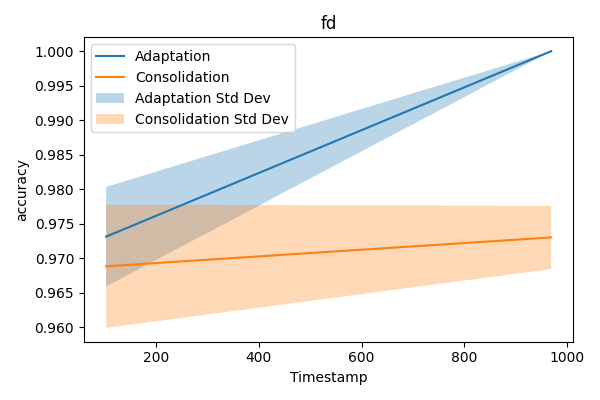 fd
1.000
0.995
0.990
0.985
0.980
0.975
0.970
0.965
0.960
accuracy
Adaptation
Consolidation
Adaptation Std Dev
Consolidation Std Dev
200 400 600 800 1000
Timestamp